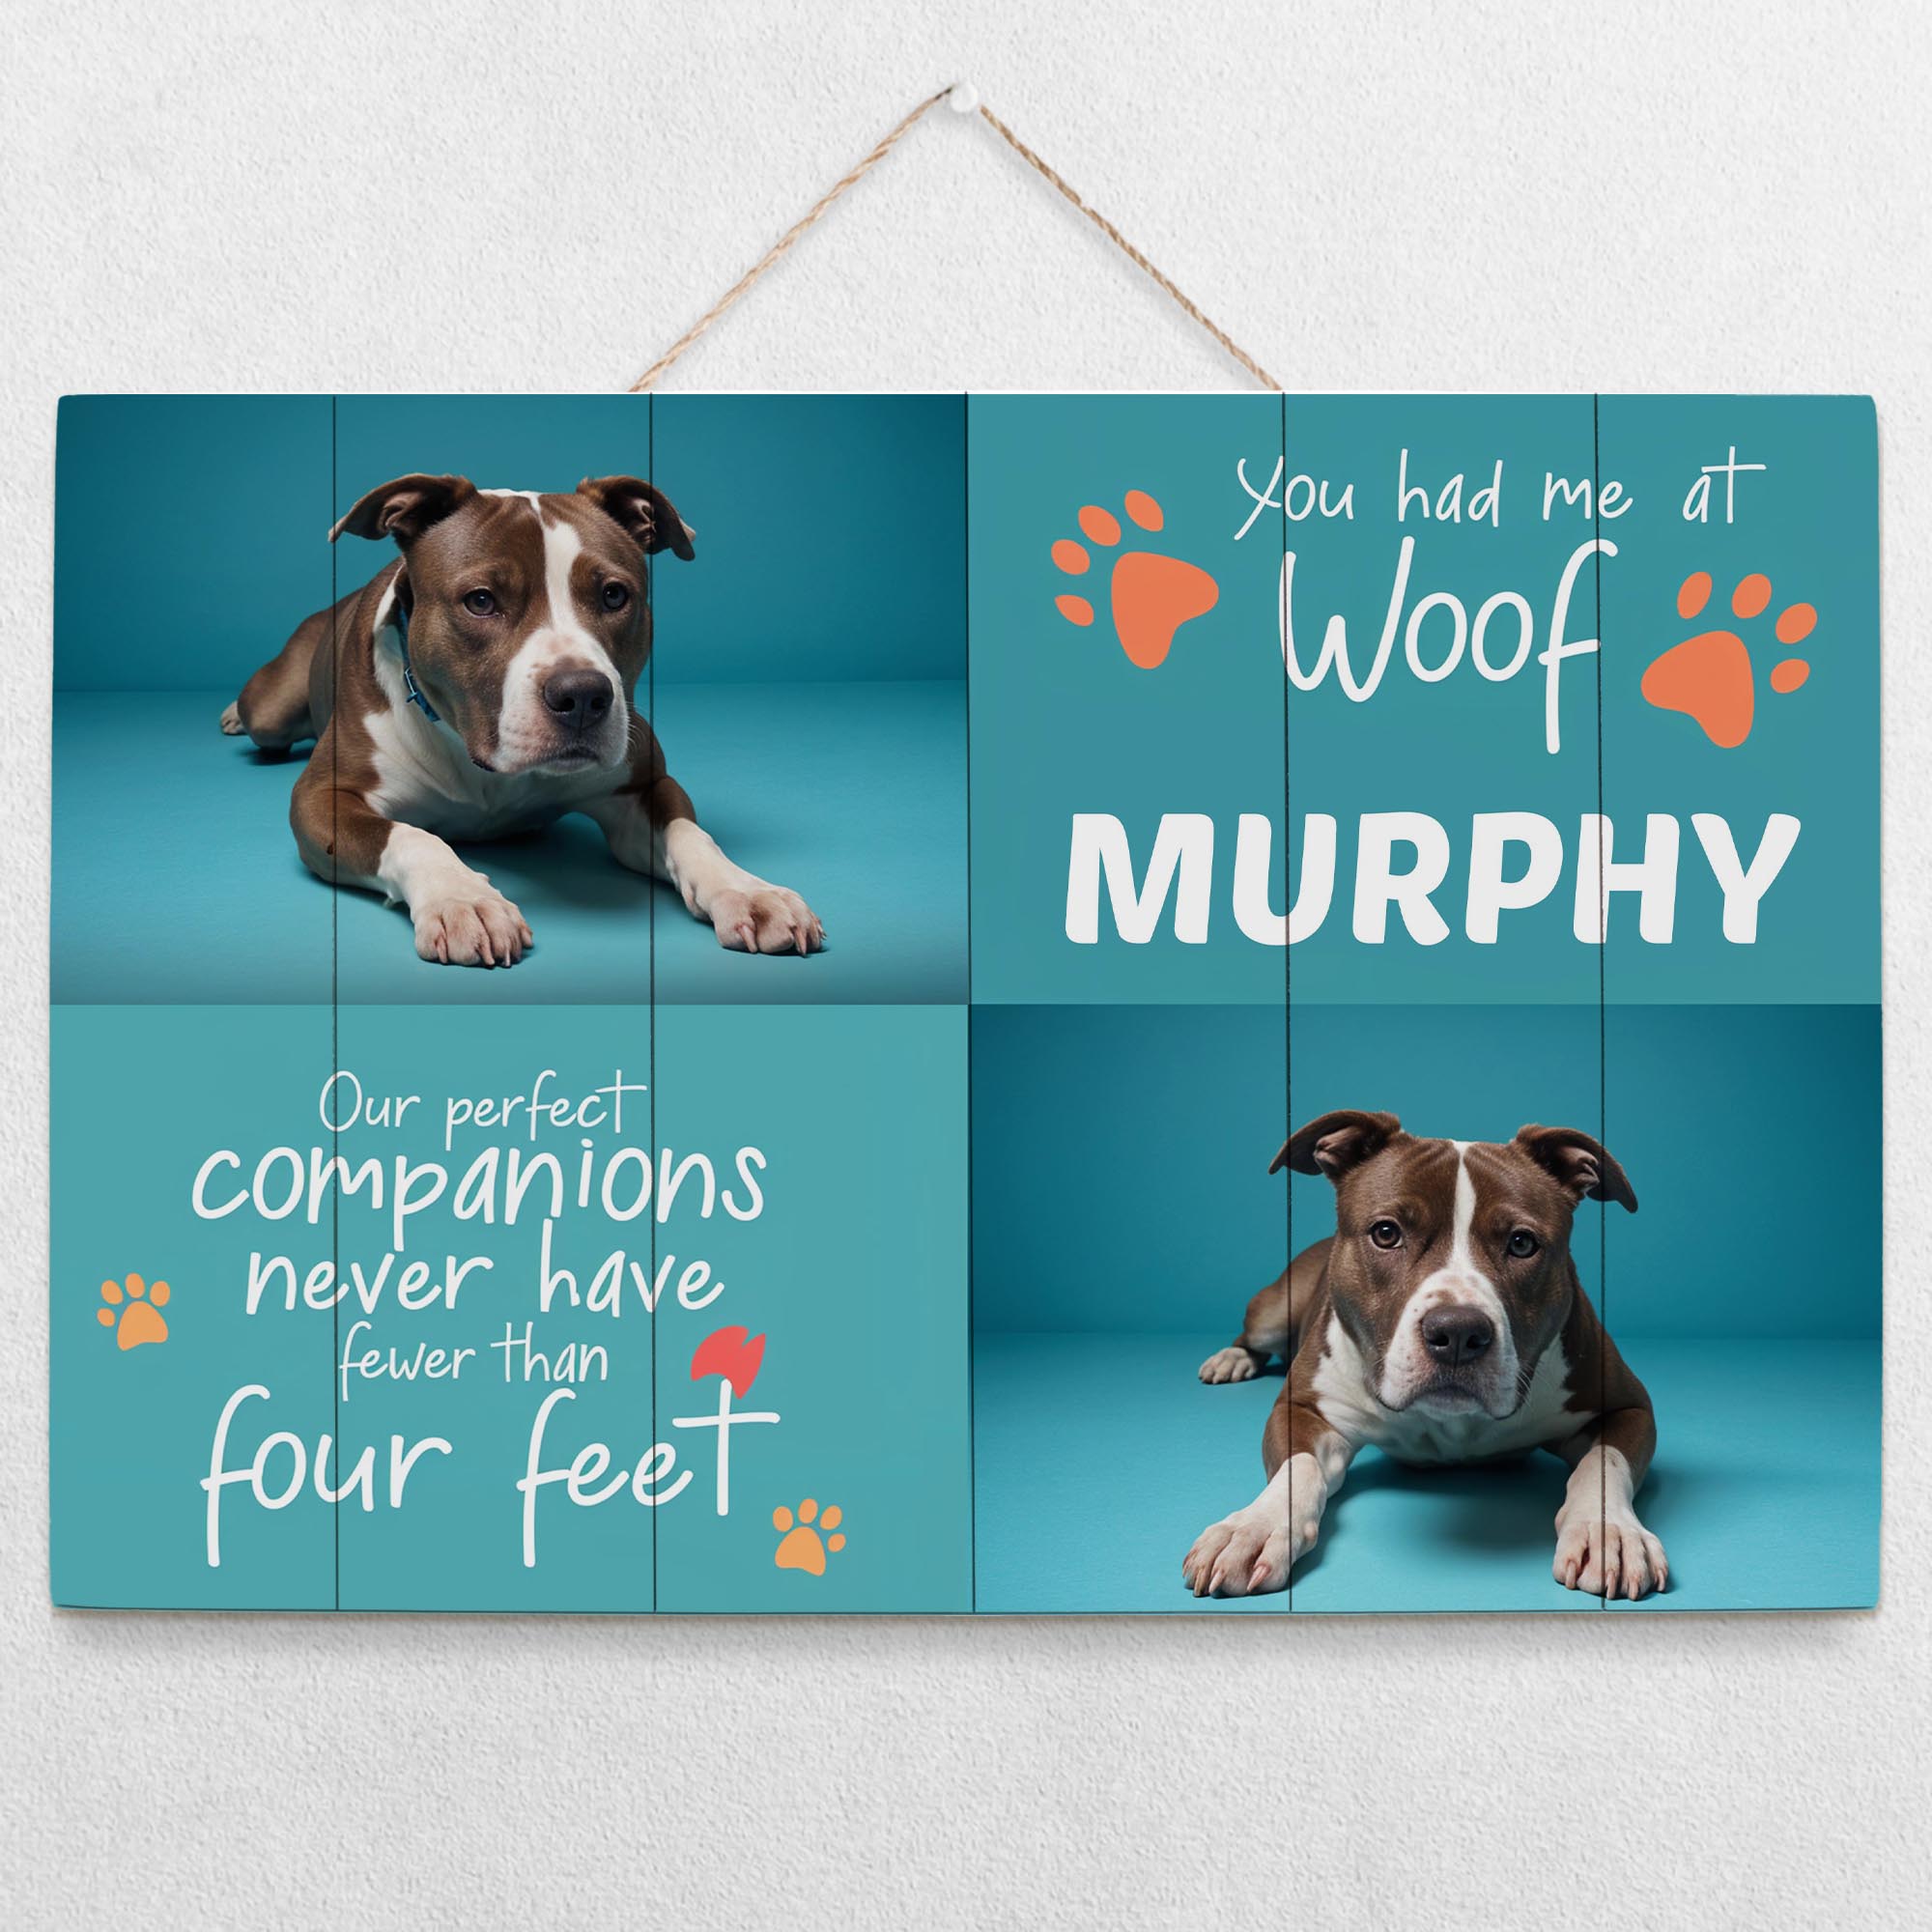 You had me at
Woof
MURPHY
Our perfect
companions
never have
fewer than
four feet